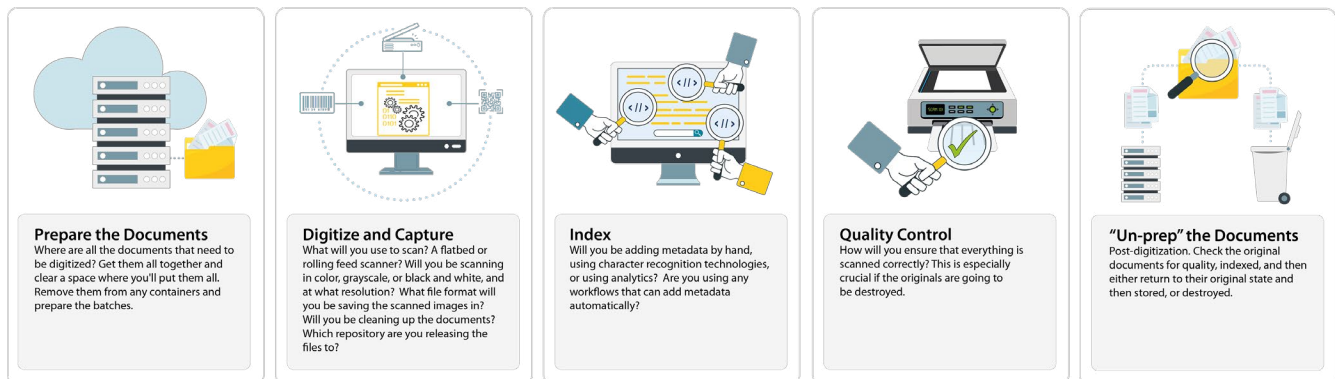 Prepare the Documents
Where are all the documents that need to
be digitized? Get them all together and
clear a space where you'll put them all.
Remove them from any containers and
prepare the batches.
Digitize and Capture
What will you use to scan? A flatbed or
rolling feed scanner? Will you be scanning
in color, grayscale, or black and white, and
at what resolution?  What file format will
you be saving the scanned images in?
Will you be cleaning up the documents?
Which repository are you releasing the
files to?
Index
Will you be adding metadata by hand,
using character recognition technologies,
or using analytics?  Are you using any
workflows that can add metadata
automatically?
</>
</>
</>
Quality Control
How will you ensure that everything is
scanned correctly? This is especially
crucial if the originals are going to
be destroyed.
“Un-prep” the Documents
Post-digitization. Check the original
documents for quality, indexed, and then
either return to their original state and
then stored, or destroyed.